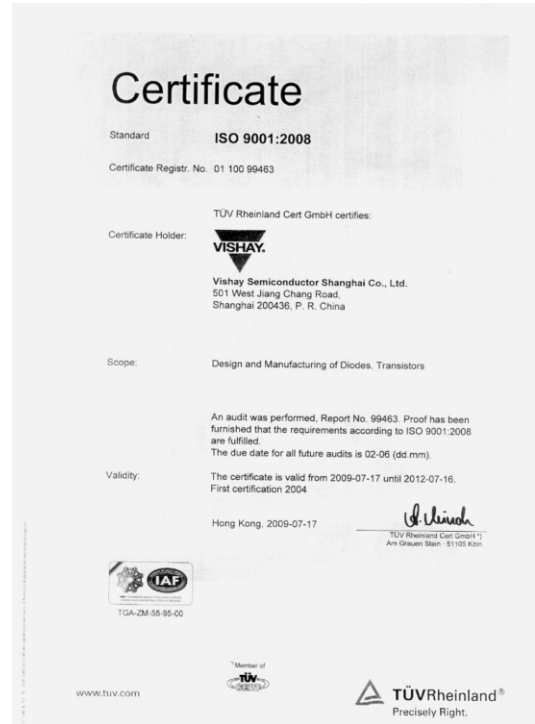 Certificate
Standard ISO 9001:2008
Certificate Registr. No. 01 100 99463
TÜV Rheinland Cert GmbH certifies:
Certificate Holder:
VISHAY.
Vishay Semiconductor Shanghai Co., Ltd.
501 West Jiang Chang Road,
Shanghai 200436, P. R. China
Scope: Design and Manufacturing of Diodes, Transistors
An audit was performed, Report No. 99463. Proof has been
furnished that the requirements according to ISO 9001:2008
are fulfilled.
The due date for all future audits is 02-06 (dd.mm).
Validity: The certificate is valid from 2009-07-17 until 2012-07-16.
First certification 2004
Hong Kong, 2009-07-17
TÜV Rheinland Cert GmbH *)
Am Grauen Stein · 51105 Köln
IAF
TGA-ZM-58-95-00
*) Member of
TÜV
CERT
www.tuv.com
TÜVRheinland®
Precisely Right.